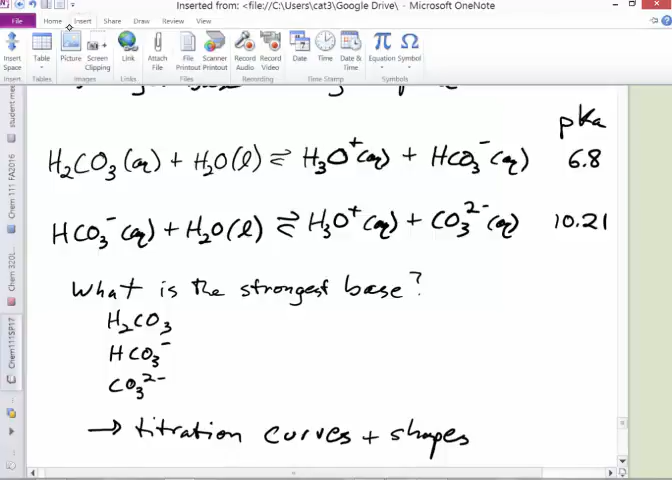 Inserted from: <file://C:\Users\cat3\Google Drive\ - Microsoft OneNote
File Home Insert Share Draw Review View
Insert Space Table Picture Screen Clipping Link Attach File File Printout Scanner Printout Record Audio Record Video Date Time Date & Time Equation Symbol
Insert Tables Images Links Files Recording Time Stamp Symbols
pKa
H₂CO₃(aq) + H₂O(l) ⇌ H₃O⁺(aq) + HCO₃⁻(aq) 6.8
HCO₃⁻(aq) + H₂O(l) ⇌ H₃O⁺(aq) + CO₃²⁻(aq) 10.21
What is the strongest base?
H₂CO₃
HCO₃⁻
CO₃²⁻
→ titration curves + shapes
student mee
Chem 111 FA2016
Chem 320L
Chem111SP17